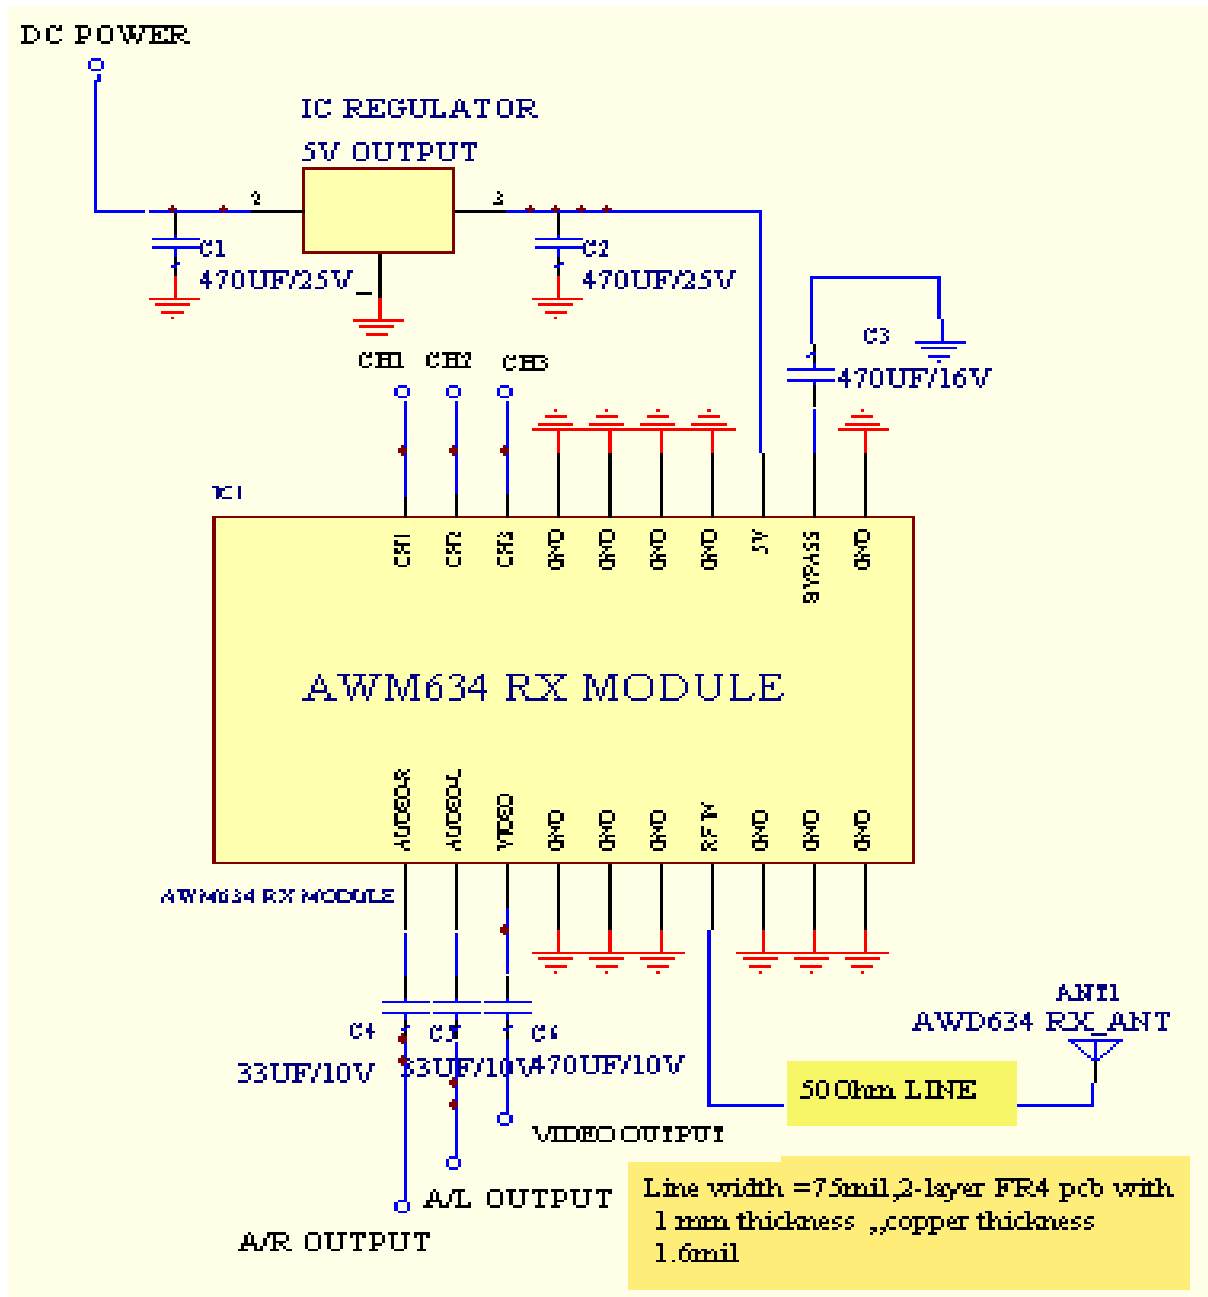 DC POWER
IC REGULATOR
5V OUTPUT
2
3
C1
470UF/25V
C2
470UF/25V
C3
470UF/16V
CH1 CH2 CH3
IC1
CH1 CH2 CH3 GND GND GND GND 5V BYPASS GND
AWM634 RX MODULE
AUDEO-R AUDEO-L VIDEO GND GND GND RF IN GND GND GND
AWM634 RX MODULE
ANT1
AWD634 RX_ANT
C4 C5 C6
33UF/10V 33UF/10V 470UF/10V
50Ohm LINE
VIDEO OUTPUT
A/L OUTPUT
A/R OUTPUT
Line width =75mil,2-layer FR4 pcb with
1 mm thickness ,,copper thickness
1.6mil